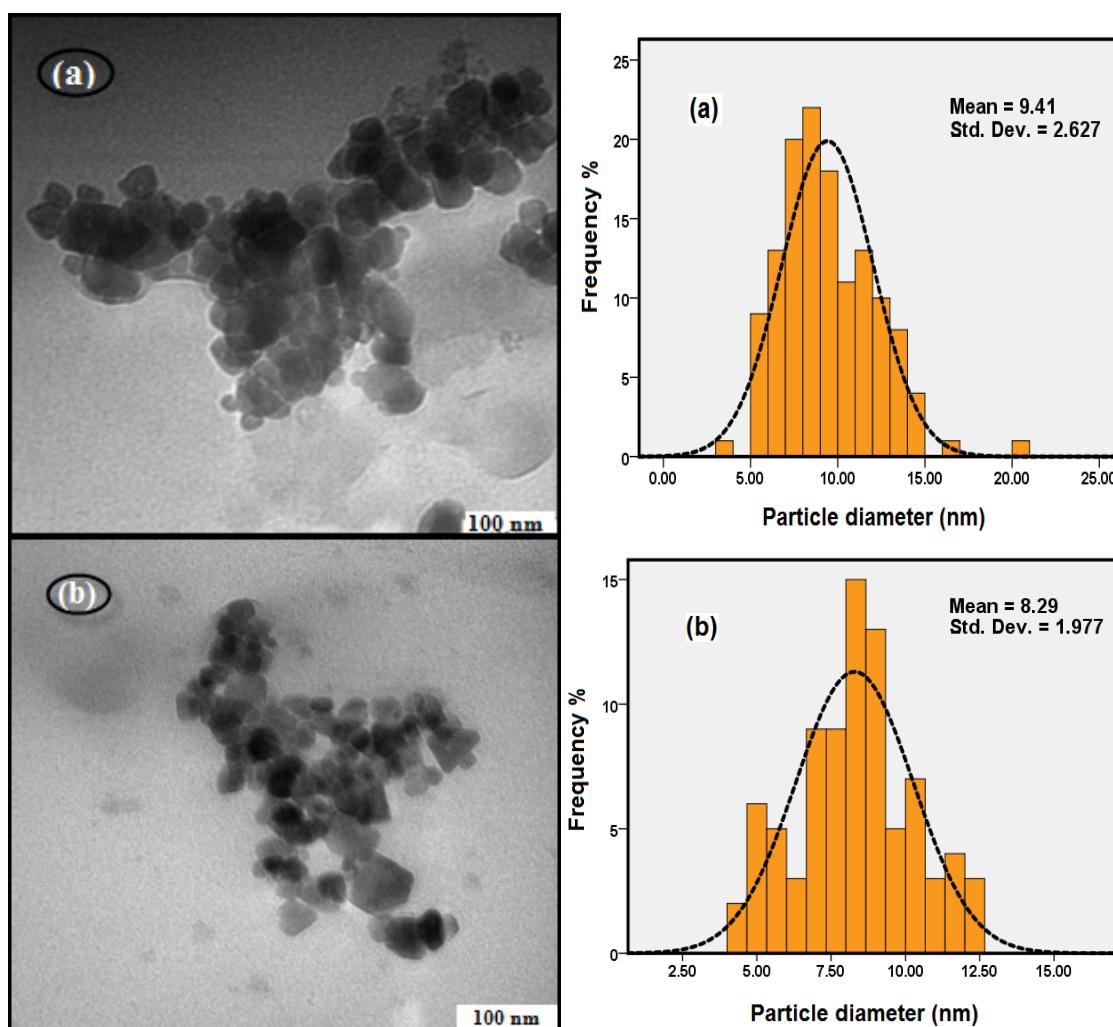 (a)
100 nm
(a)
Mean = 9.41
Std. Dev. = 2.627
Frequency %
25
20
15
10
5
0
0.00 5.00 10.00 15.00 20.00 25.00
Particle diameter (nm)
(b)
100 nm
(b)
Mean = 8.29
Std. Dev. = 1.977
Frequency %
15
10
5
0
2.50 5.00 7.50 10.00 12.50 15.00
Particle diameter (nm)